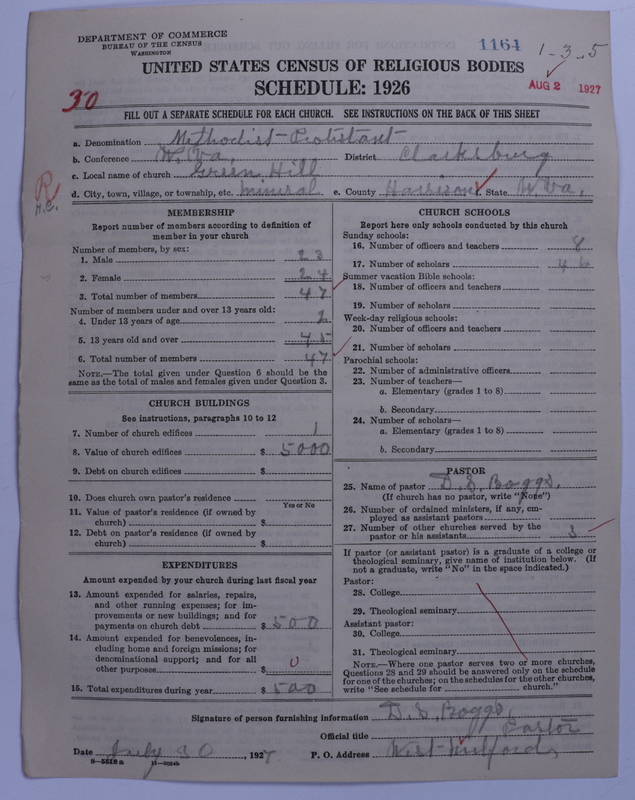 DEPARTMENT OF COMMERCE
BUREAU OF THE CENSUS
WASHINGTON
1164
1-3-5
UNITED STATES CENSUS OF RELIGIOUS BODIES
SCHEDULE: 1926
AUG 2 1927
30
FILL OUT A SEPARATE SCHEDULE FOR EACH CHURCH. SEE INSTRUCTIONS ON THE BACK OF THIS SHEET
a. Denomination Methodist-Protistant
b. Conference W. Va. District Clarksburg
c. Local name of church Green Hill
d. City, town, village, or township, etc. Mineral e. County Harrison f. State W Va.
R
H.C.
MEMBERSHIP
Report number of members according to definition of
member in your church
Number of members, by sex:
1. Male 23
2. Female 24
3. Total number of members 47
Number of members under and over 13 years old:
4. Under 13 years of age 2
5. 13 years old and over 45
6. Total number of members 47
NOTE.—The total given under Question 6 should be the
same as the total of males and females given under Question 3.
CHURCH BUILDINGS
See instructions, paragraphs 10 to 12
7. Number of church edifices 1
8. Value of church edifices $ 5000
9. Debt on church edifices $
10. Does church own pastor's residence
Yes or No
11. Value of pastor's residence (if owned by
church) $
12. Debt on pastor's residence (if owned by
church) $
EXPENDITURES
Amount expended by your church during last fiscal year
13. Amount expended for salaries, repairs,
and other running expenses; for im-
provements or new buildings; and for
payments on church debt $ 500
14. Amount expended for benevolences, in-
cluding home and foreign missions; for
denominational support; and for all
other purposes $ 0
15. Total expenditures during year $ 500
CHURCH SCHOOLS
Report here only schools conducted by this church
Sunday schools:
16. Number of officers and teachers 8
17. Number of scholars 46
Summer vacation Bible schools:
18. Number of officers and teachers
19. Number of scholars
Week-day religious schools:
20. Number of officers and teachers
21. Number of scholars
Parochial schools:
22. Number of administrative officers
23. Number of teachers—
a. Elementary (grades 1 to 8)
b. Secondary
24. Number of scholars—
a. Elementary (grades 1 to 8)
b. Secondary
PASTOR
25. Name of pastor D. S. Boggs.
(If church has no pastor, write "None")
26. Number of ordained ministers, if any, em-
ployed as assistant pastors
27. Number of other churches served by the
pastor or his assistants 3
If pastor (or assistant pastor) is a graduate of a college or
theological seminary, give name of institution below. (If
not a graduate, write "No" in the space indicated.)
Pastor:
28. College
29. Theological seminary
Assistant pastor:
30. College
31. Theological seminary
NOTE.—Where one pastor serves two or more churches,
Questions 28 and 29 should be answered only on the schedule
for one of the churches; on the schedules for the other churches,
write "See schedule for church."
Signature of person furnishing information D. S. Boggs
Official title Pastor
Date July 30, 1927 P. O. Address West Milford,
8-5518a 11-9054b